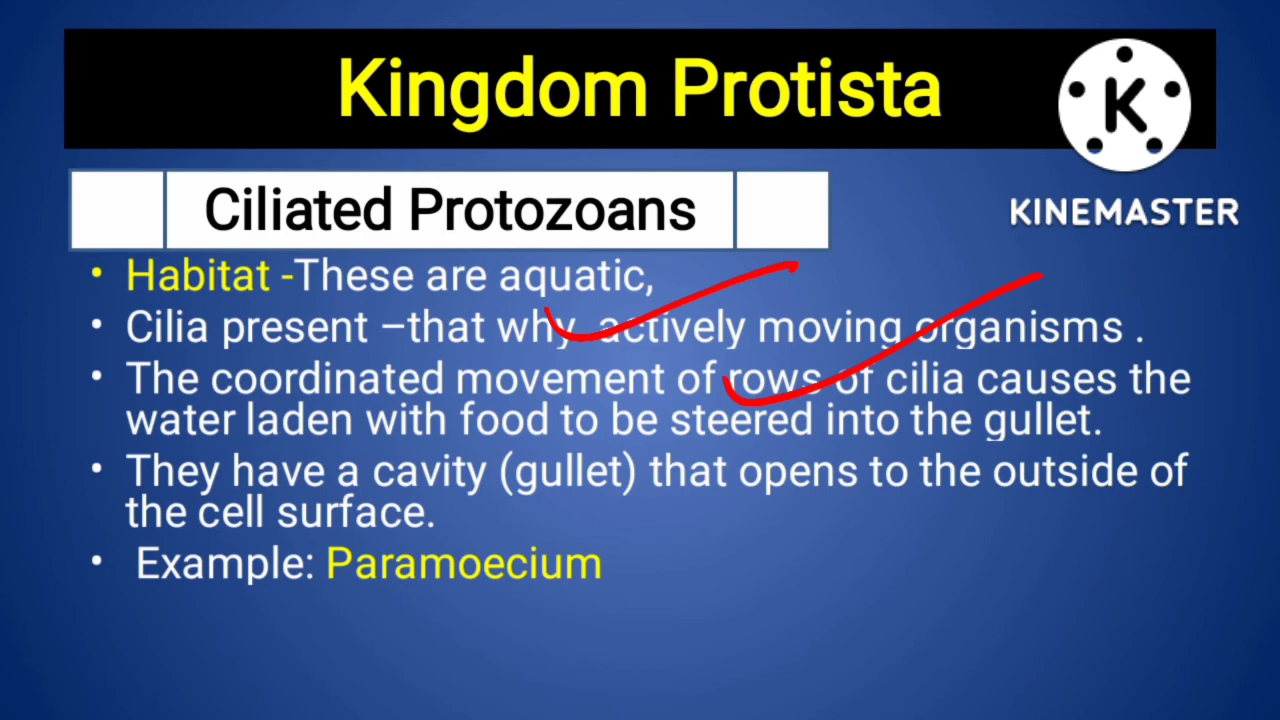 Kingdom Protista
K
KINEMASTER
Ciliated Protozoans
• Habitat -These are aquatic,
• Cilia present –that why actively moving organisms .
• The coordinated movement of rows of cilia causes the
water laden with food to be steered into the gullet.
• They have a cavity (gullet) that opens to the outside of
the cell surface.
• Example: Paramoecium